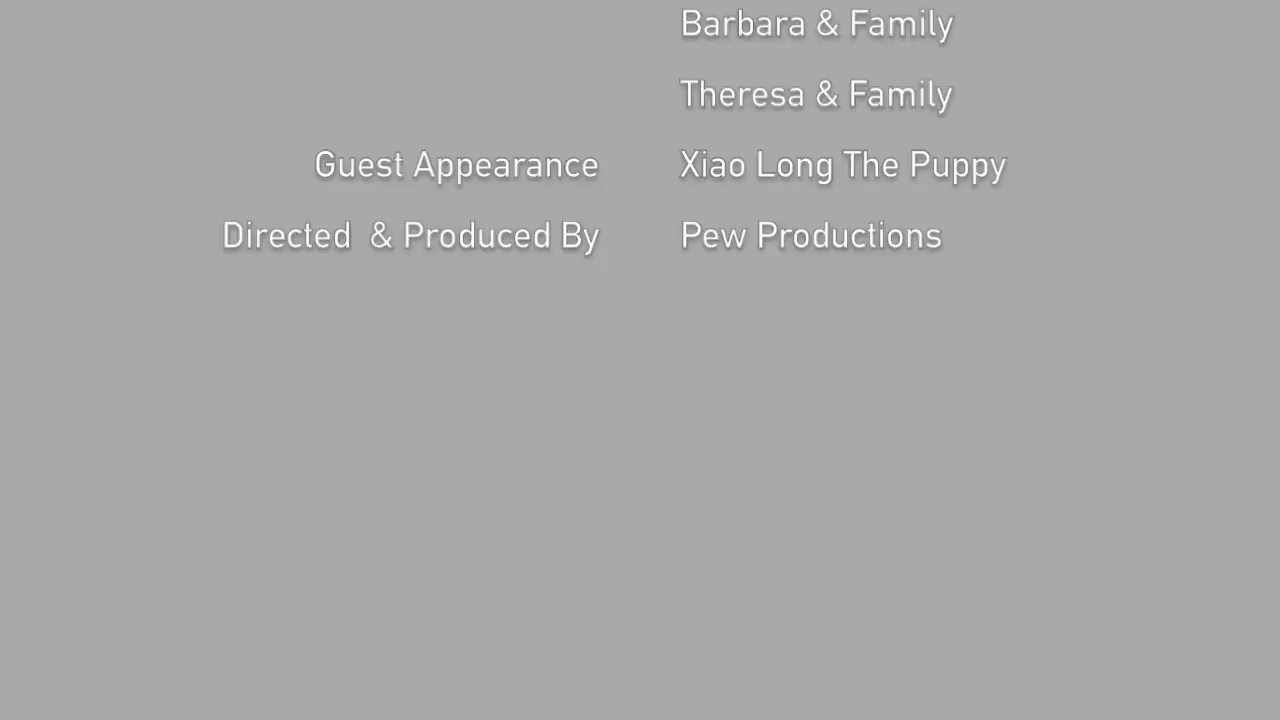 Barbara & Family
Theresa & Family
Guest Appearance Xiao Long The Puppy
Directed & Produced By Pew Productions